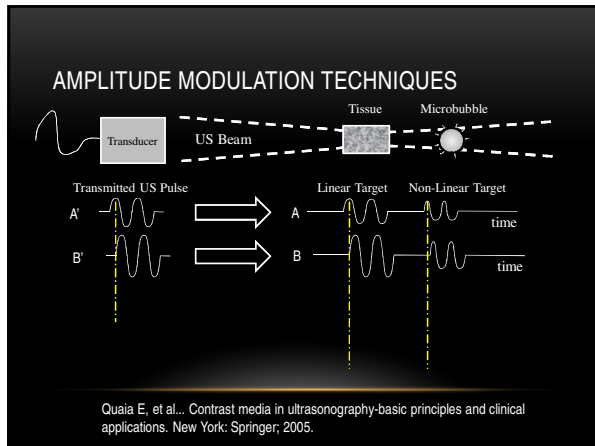 AMPLITUDE MODULATION TECHNIQUES
Tissue Microbubble
Transducer US Beam
Transmitted US Pulse Linear Target Non-Linear Target
A' A time
B' B time
Quaia E, et al... Contrast media in ultrasonography-basic principles and clinical
applications. New York: Springer; 2005.